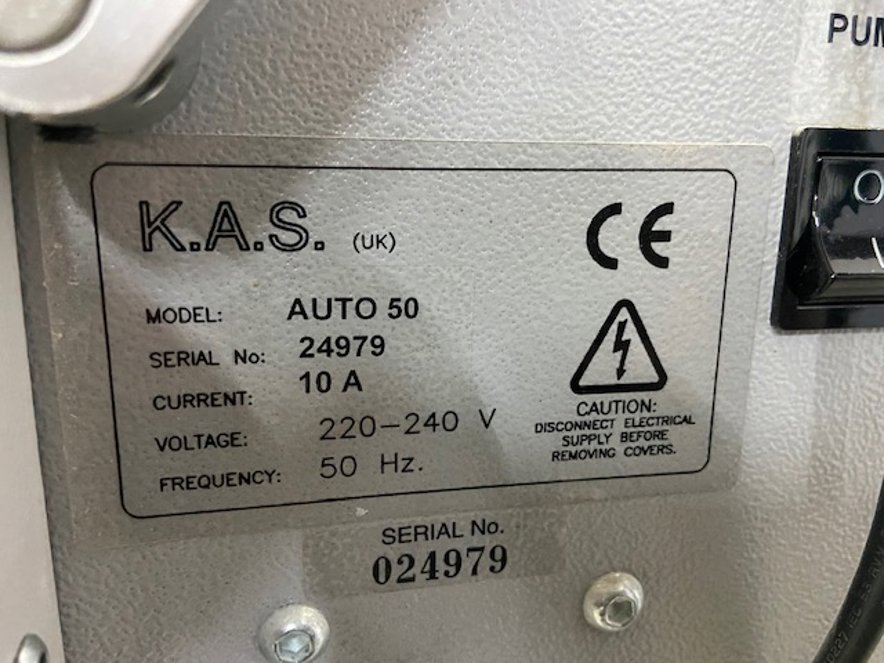 PUM
O
K.A.S. (UK)
CE
MODEL: AUTO 50
SERIAL No: 24979
CURRENT: 10 A
VOLTAGE: 220-240 V
FREQUENCY: 50 Hz.
CAUTION:
DISCONNECT ELECTRICAL
SUPPLY BEFORE
REMOVING COVERS.
SERIAL No.
024979